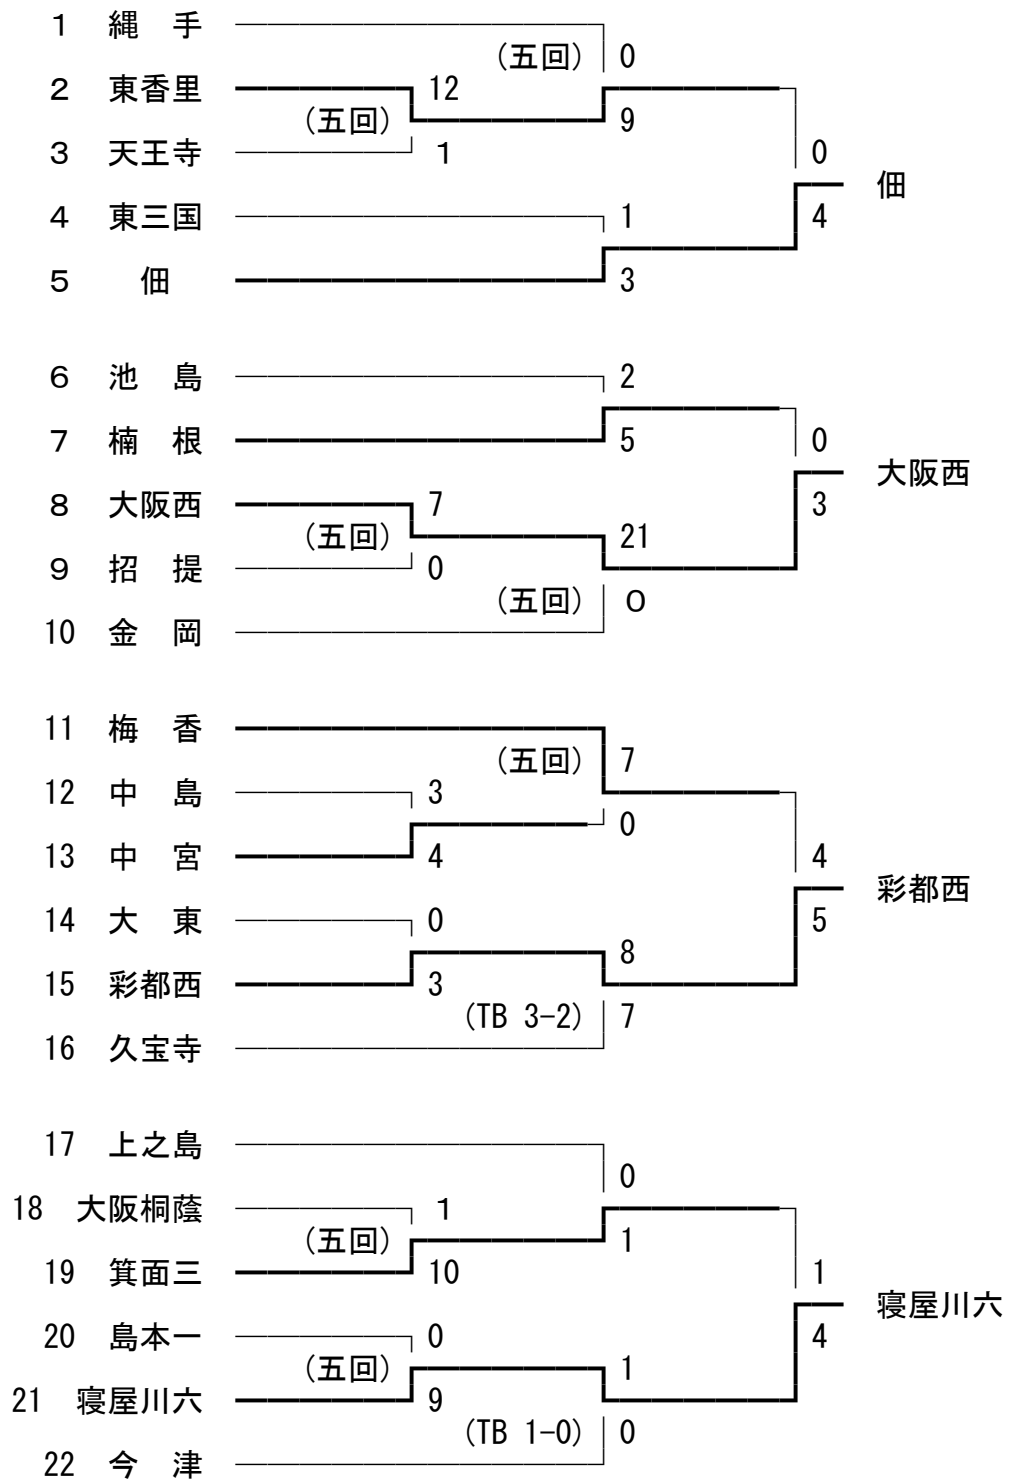 1 縄 手
(五回) 0
2 東香里 12
(五回) 9
3 天王寺 1 0
佃
4 東三国 1 4
5 佃 3
6 池 島 2
7 楠 根 5 0
大阪西
8 大阪西 7 3
(五回) 21
9 招 提 0
(五回) 0
10 金 岡
11 梅 香
(五回) 7
12 中 島 3
0
13 中 宮 4 4
彩都西
14 大 東 0 5
8
15 彩都西 3
(TB 3-2) 7
16 久宝寺
17 上之島
0
18 大阪桐蔭 1
(五回) 1
19 箕面三 10 1
寝屋川六
20 島本一 0 4
(五回) 1
21 寝屋川六 9
(TB 1-0) 0
22 今 津